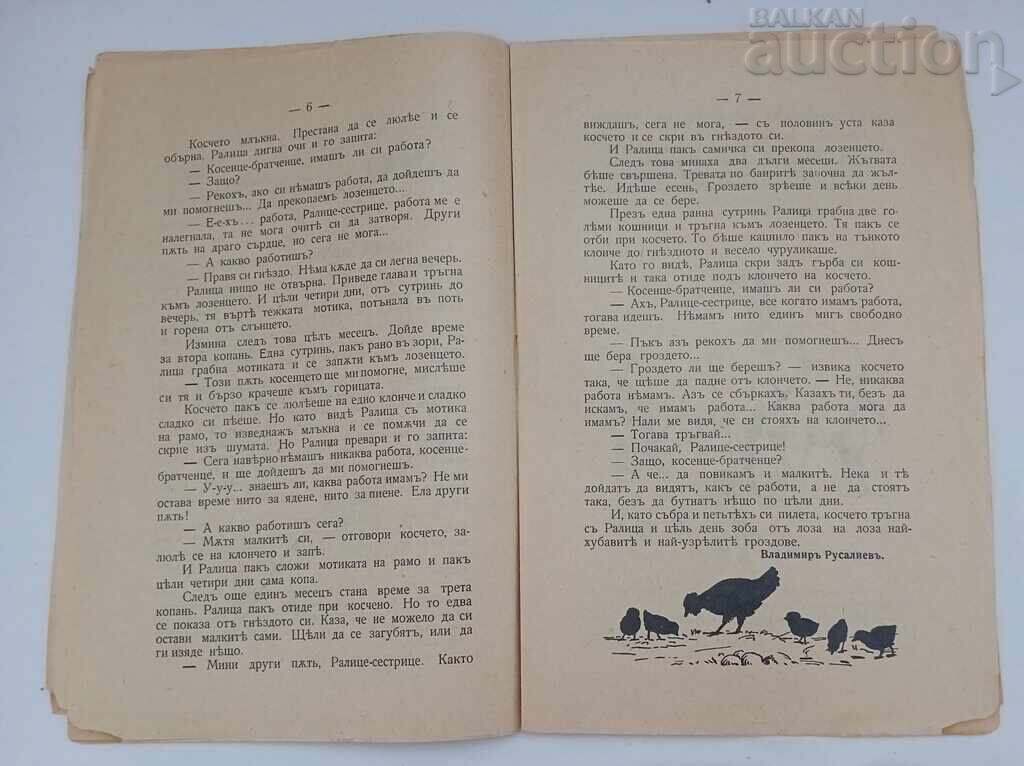 BALKAN
auction
— 6 —
Косчето млъкна. Престана да се люлѣе и се
обърна. Ралица дигна очи и го запита:
— Косенце-братченце, имашъ ли си работа?
— Защо?
— Рекохъ, ако си нѣмашъ работа, да дойдешъ да
ми помогнешъ... Да прекопаемъ лозенцето...
— Е-е-хъ... работа, Ралице-сестрице, работа ме е
налегнала, та не мога очитѣ си да затворя. Други
пѫть на драго сърдце, но сега не мога...
— А какво работишъ?
— Правя си гнѣздо. Нѣма кѫде да си легна вечерь.
Ралица нищо не отвърна. Приведе глава и тръгна
къмъ лозенцето. И цѣли четири дни, отъ сутринь до
вечерь, тя въртѣ тежката мотика, потънала въ поть
и горена отъ слънцето.
Измина следъ това цѣлъ месецъ. Дойде време
за втора копань. Една сутринь, пакъ рано въ зори, Ра-
лица грабна мотиката и се запѫти къмъ лозенцето.
— Този пѫть косенцето ще ми помогне, мислѣше
си тя и бързо крачеше къмъ горицата.
Косчето пакъ се люлѣеше на едно клонче и сладко
сладко си пѣеше. Но като видѣ Ралица съ мотика
на рамо, то изведнажъ млъкна и се помѫчи да се
скрие изъ шумата. Но Ралица превари и го запита:
— Сега навѣрно нѣмашъ никаква работа, косенце-
братченце, и ще дойдешъ да ми помогнешъ.
— У-у-у.. знаешъ ли, каква работа имамъ? Не ми
остава време нито за ядене, нито за пиене. Ела други
пѫть!
— А какво работишъ сега?
— Мѫтя малкитѣ си, — отговори косчето, за-
люлѣ се на клончето и запѣ.
И Ралица пакъ сложи мотиката на рамо и пакъ
цѣли четири дни сама копа.
Следъ още единъ месецъ стана време за трета
копань. Ралица пакъ отиде при косчено. Но то едва
се показа отъ гнѣздото си. Каза, че не можело да си
остави малкитѣ сами. Щѣли да се загубятъ, или да
ги изяде нѣщо.
— Мини други пѫть, Ралице-сестрице. Както
— 7 —
виждашъ, сега не мога, — съ половинъ уста каза
косчето и се скри въ гнѣздото си.
И Ралица пакъ самичка си прекопа лозенцето.
Следъ това минаха два дълги месеци. Жътвата
бѣше свършена. Тревата по баиритѣ започна да жъл-
тѣе. Идѣше есень, Гроздето зрѣеше и всѣки день
можеше да се бере.
Презъ една ранна сутринь Ралица грабна две го-
лѣми кошници и тръгна къмъ лозенцето. Тя пакъ се
отби при косчето. То бѣше кацнало пакъ на тънкото
клонче до гнѣздното и весело чуруликаше.
Като го видѣ, Ралица скри задъ гърба си кош-
ницитѣ и така отиде подъ клончето на косчето.
— Косенце-братченце, имашъ ли си работа?
— Ахъ, Ралице-сестрице, все когато имамъ работа,
тогава идешъ. Нѣмамъ нито единъ мигъ свободно
време.
— Пъкъ азъ рекохъ да ми помогнешъ... Днесъ
ще бера гроздето...
— Гроздето ли ще берешъ? — извика косчето
така, че щѣше да падне отъ клончето. — Не, никаква
работа нѣмамъ. Азъ се сбъркахъ. Казахъ ти, безъ да
искамъ, че имамъ работа... Каква работа мога да
имамъ? Нали ме видя, че си стояхъ на клончето...
— Тогава тръгвай...
— Почакай, Ралице-сестрице!
— Защо, косенце-братченце?
— А че... да повикамъ и малкитѣ. Нека и тѣ
дойдатъ да видятъ, какъ се работи, а не да стоятъ
така, безъ да бутнатъ нѣщо по цѣли дни.
И, като събра и петьтѣхъ си пилета, косчето тръгна
съ Ралица и цѣлъ день зоба отъ лоза на лоза най-
хубавитѣ и най-узрѣлитѣ гроздове.
Владимиръ Русалиевъ.